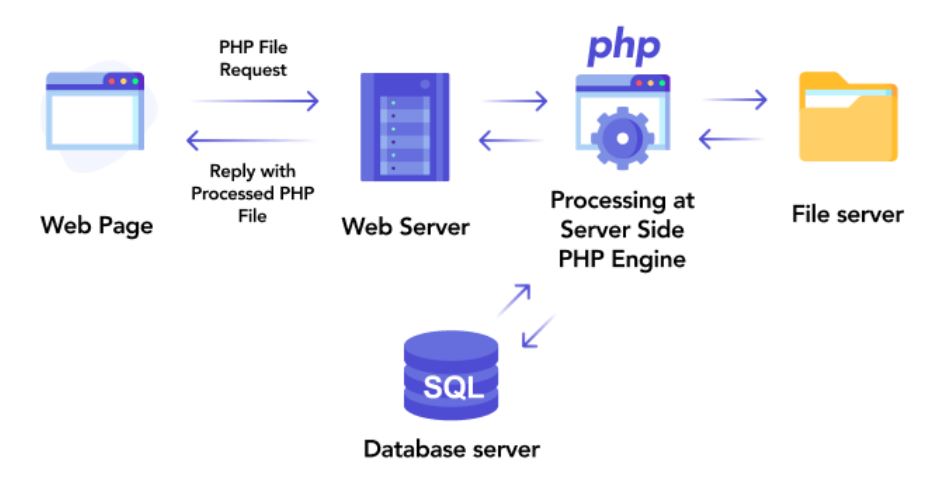 PHP File
Request
Reply with
Processed PHP
File
Web Page
Web Server
php
Processing at
Server Side
PHP Engine
File server
SQL
Database server